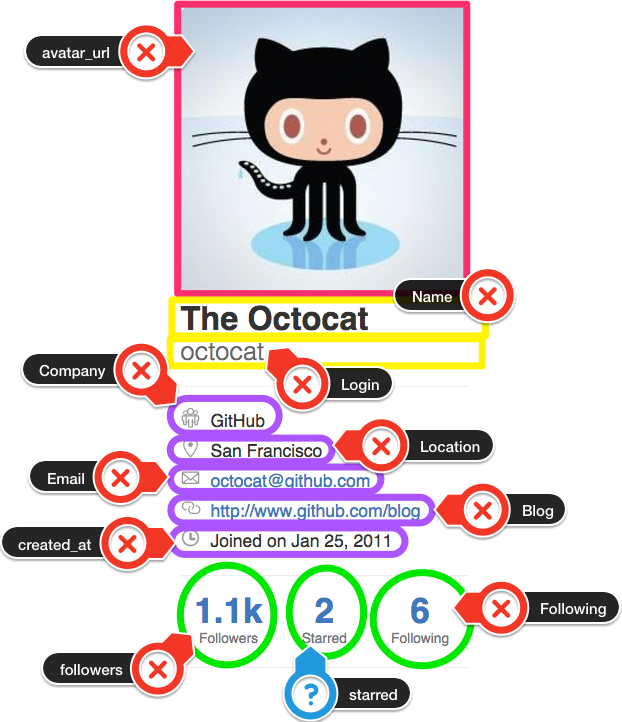 avatar_url
Name
The Octocat
octocat
Company
Login
GitHub
Location
San Francisco
Email
octocat@github.com
http://www.github.com/blog
Blog
created_at
Joined on Jan 25, 2011
1.1k
2
6
Following
Followers
Starred
Following
followers
?
starred